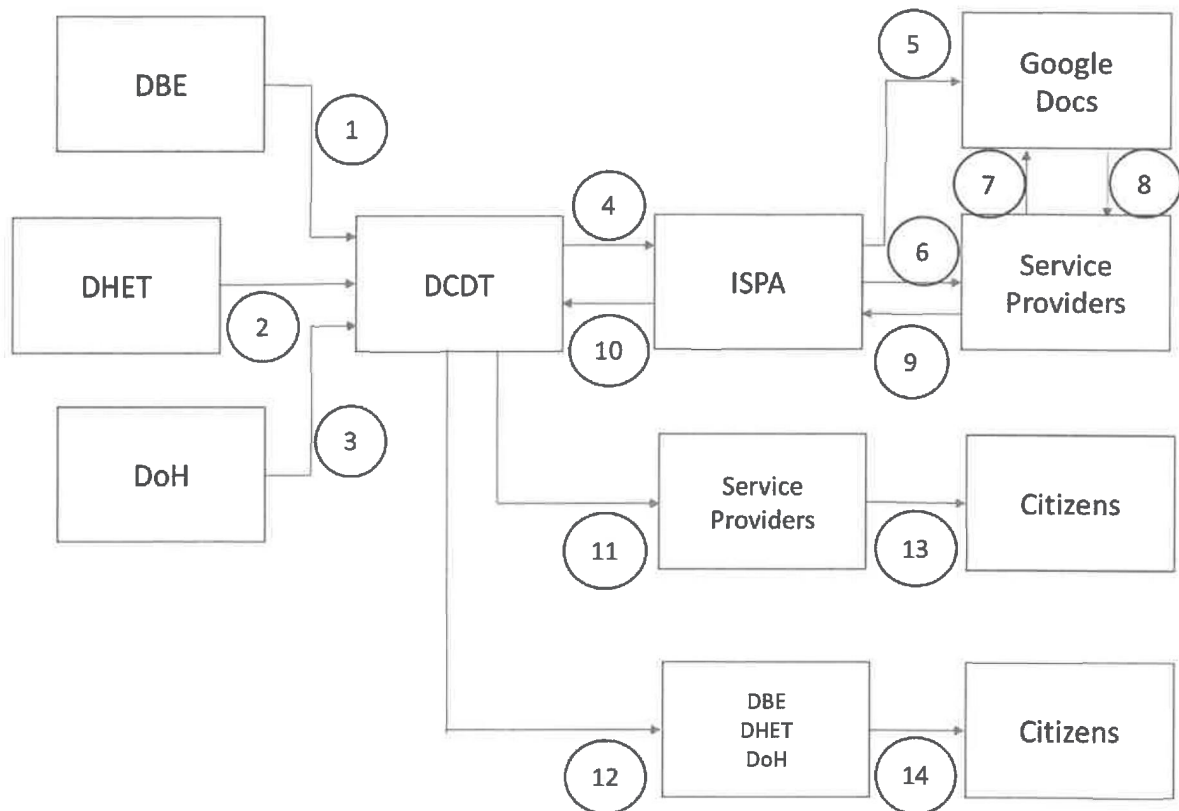 DBE
1
DHET
2
DoH
3
DCDT
4
10
ISPA
5
6
9
Google
Docs
7
8
Service
Providers
11
Service
Providers
13
Citizens
12
DBE
DHET
DoH
14
Citizens